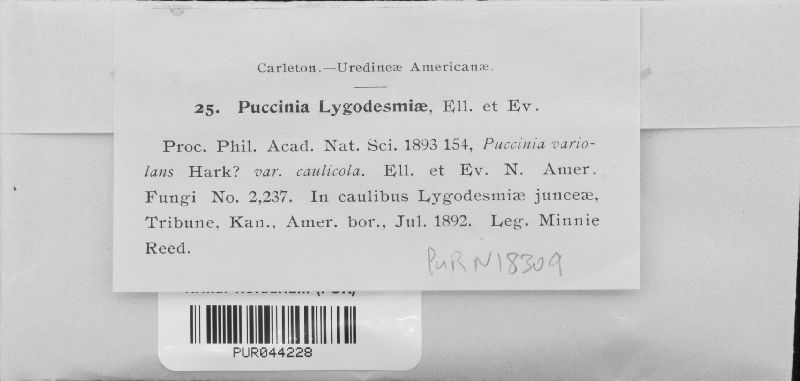 Carleton.—Uredineæ Americanæ.
25. Puccinia Lygodesmiæ, Ell. et Ev.
Proc. Phil. Acad. Nat. Sci. 1893 154, Puccinia vario-
lans Hark? var. caulicola. Ell. et Ev. N. Amer.
Fungi No. 2,237. In caulibus Lygodesmiæ junceæ,
Tribune, Kan., Amer. bor., Jul. 1892. Leg. Minnie
Reed.
PUR N18309
PUR044228